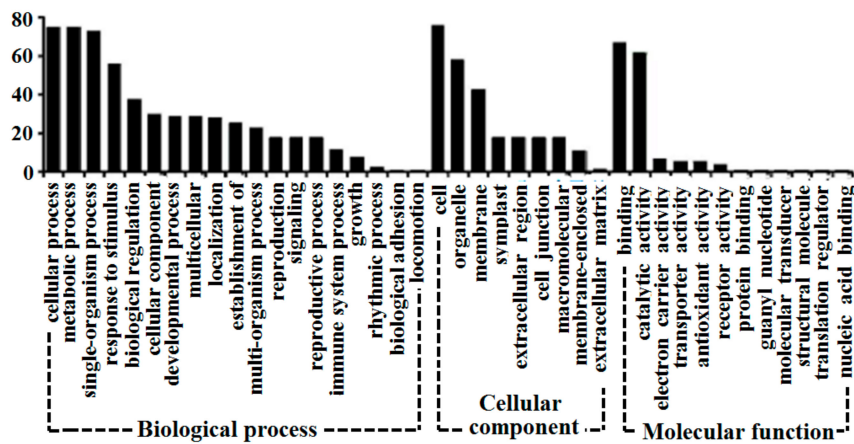 80
60
40
20
0
cellular process
metabolic process
single-organism process
response to stimulus
biological regulation
cellular component
developmental process
multicellular
localization
establishment of
multi-organism process
reproduction
signaling
reproductive process
immune system process
growth
rhythmic process
biological adhesion
locomotion
cell
organelle
membrane
symplast
extracellular region
cell junction
macromolecular
membrane-enclosed
extracellular matrix
binding
catalytic activity
electron carrier activity
transporter activity
antioxidant activity
receptor activity
protein binding
guanyl nucleotide
molecular transducer
structural molecule
translation regulator
nucleic acid binding
Biological process
Cellular
component
Molecular function